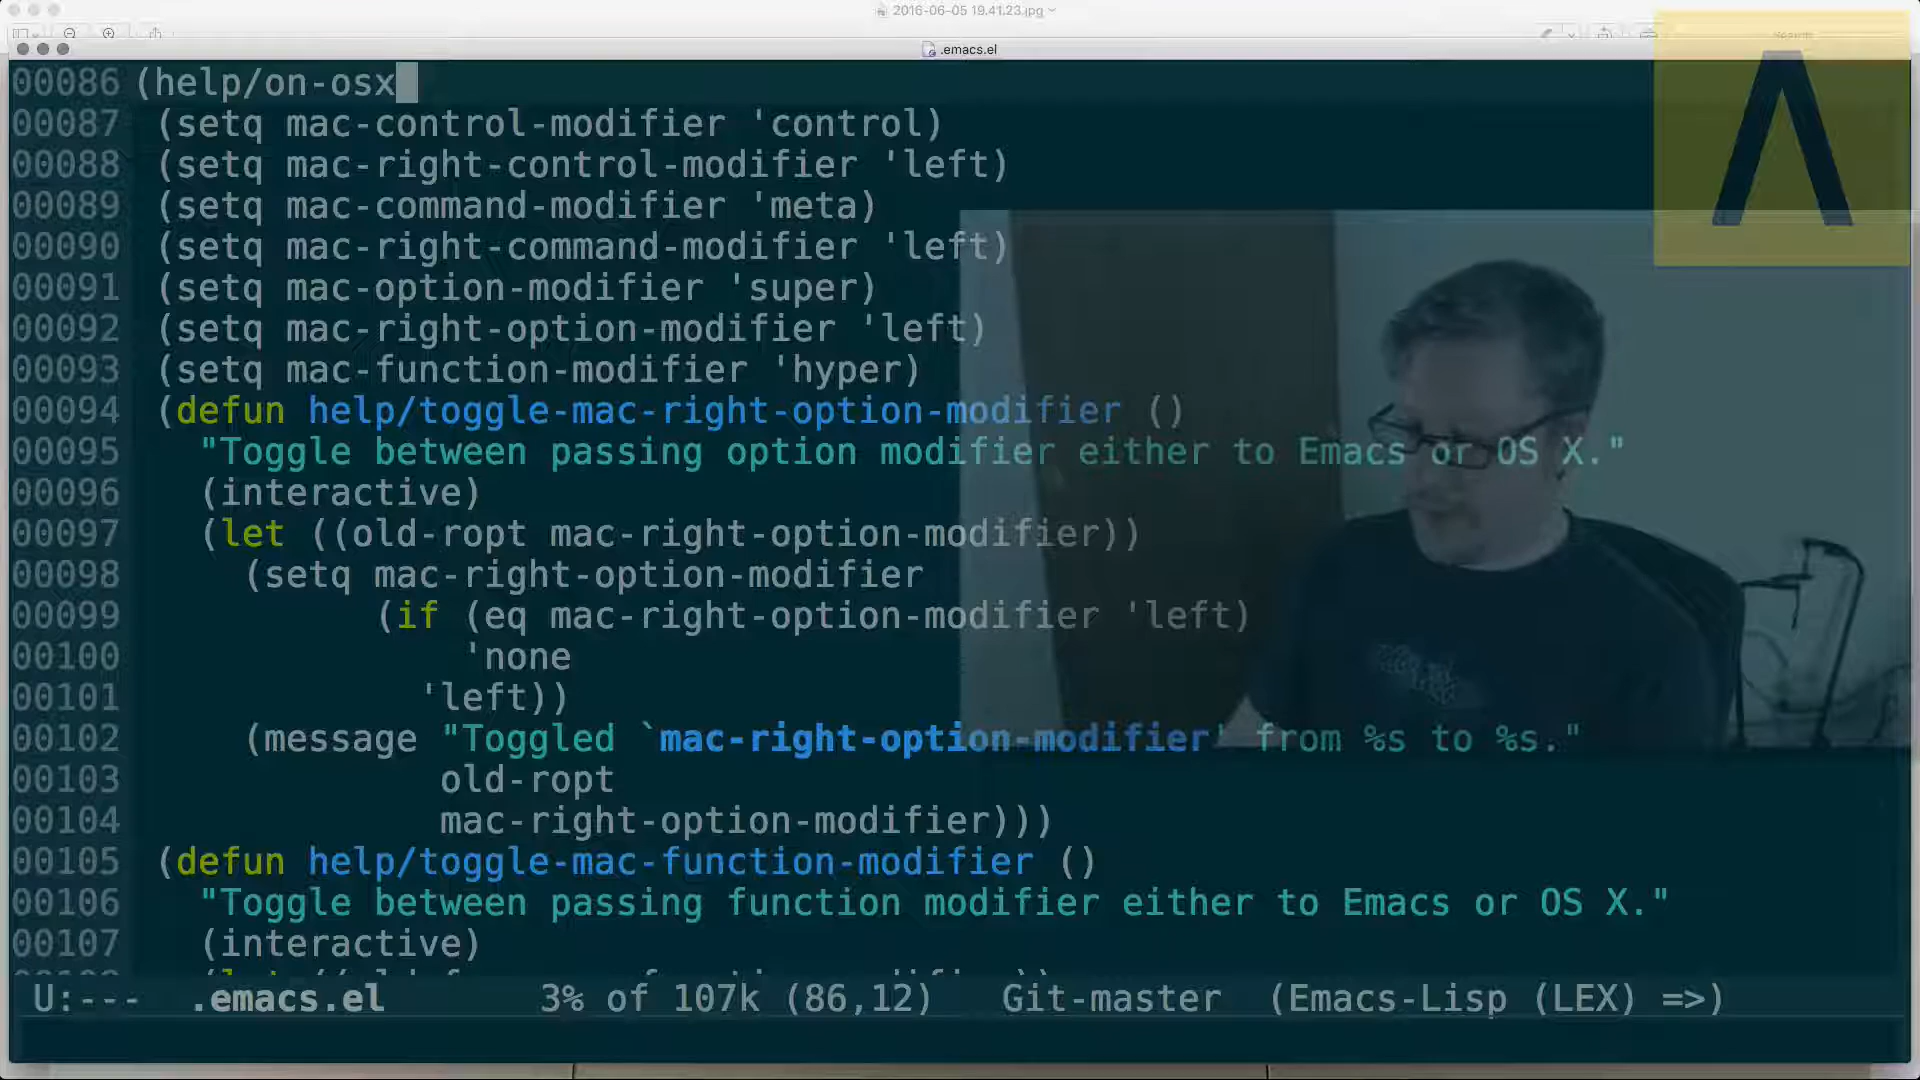 2016-06-05 19.41.23.jpg
Search
.emacs.el
00086 (help/on-osx
00087  (setq mac-control-modifier 'control)
00088  (setq mac-right-control-modifier 'left)
00089  (setq mac-command-modifier 'meta)
00090  (setq mac-right-command-modifier 'left)
00091  (setq mac-option-modifier 'super)
00092  (setq mac-right-option-modifier 'left)
00093  (setq mac-function-modifier 'hyper)
00094  (defun help/toggle-mac-right-option-modifier ()
00095    "Toggle between passing option modifier either to Emacs or OS X."
00096    (interactive)
00097    (let ((old-ropt mac-right-option-modifier))
00098      (setq mac-right-option-modifier
00099            (if (eq mac-right-option-modifier 'left)
00100                'none
00101              'left))
00102      (message "Toggled `mac-right-option-modifier' from %s to %s."
00103               old-ropt
00104               mac-right-option-modifier)))
00105  (defun help/toggle-mac-function-modifier ()
00106    "Toggle between passing function modifier either to Emacs or OS X."
00107    (interactive)
U:--- .emacs.el 3% of 107k (86,12) Git-master (Emacs-Lisp (LEX) =>)